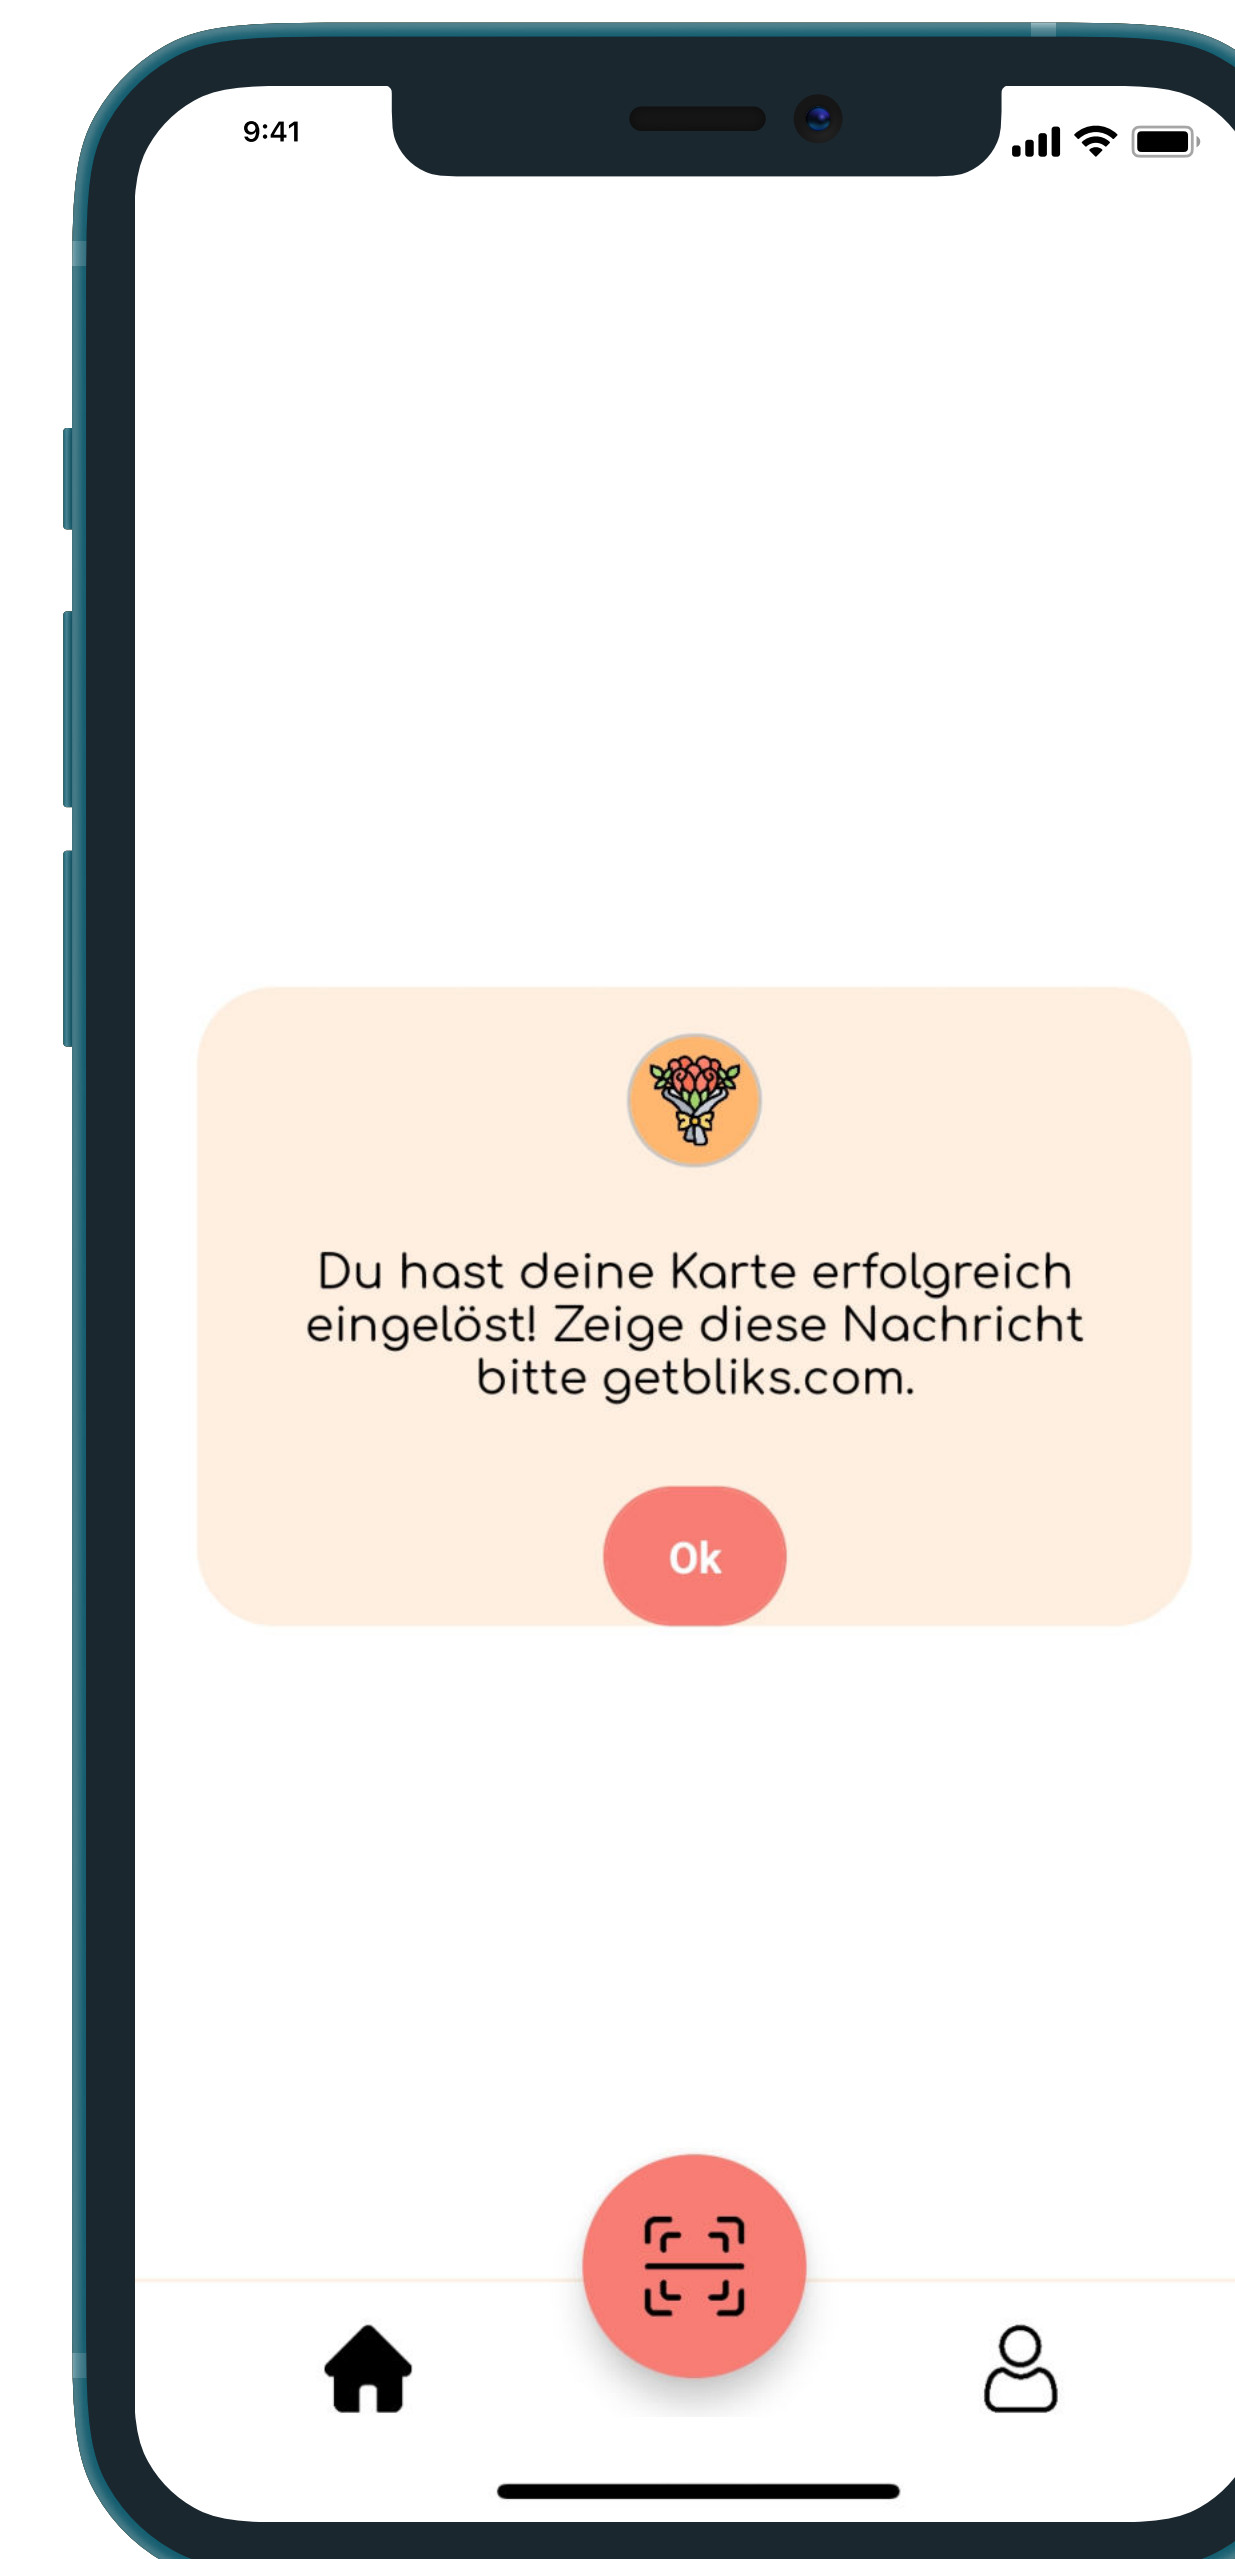 9:41
Du hast deine Karte erfolgreich
eingelöst! Zeige diese Nachricht
bitte getbliks.com.
Ok